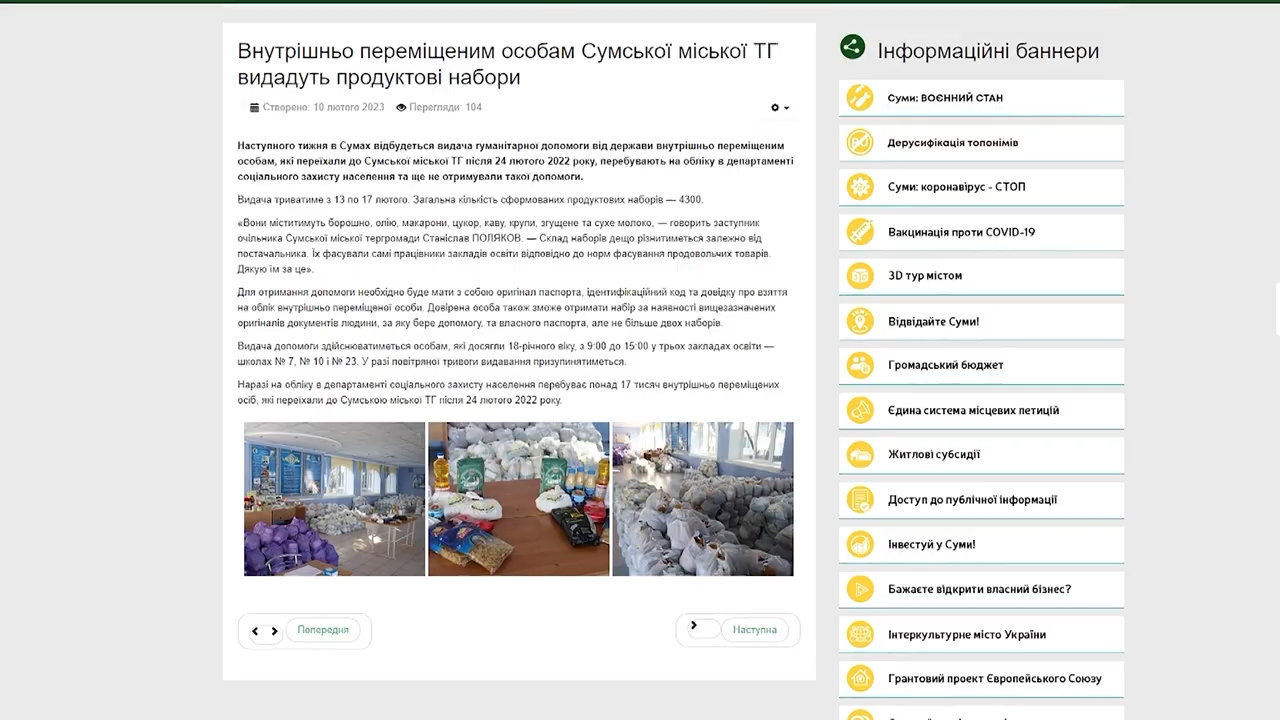 Внутрішньо переміщеним особам Сумської міської ТГ
видадуть продуктові набори
Створено: 10 лютого 2023 Перегляди: 104
Наступного тижня в Сумах відбудеться видача гуманітарної допомоги від держави внутрішньо переміщеним
особам, які переїхали до Сумської міської ТГ після 24 лютого 2022 року, перебувають на обліку в департаменті
соціального захисту населення та ще не отримували такої допомоги.
Видача триватиме з 13 по 17 лютого. Загальна кількість сформованих продуктових наборів — 4300.
«Вони міститимуть борошно, олію, макарони, цукор, каву, крупи, згущене та сухе молоко, — говорить заступник
очільника Сумської міської тергромади Станіслав ПОЛЯКОВ. — Склад наборів дещо різнитиметься залежно від
постачальника. Їх фасували самі працівники закладів освіти відповідно до норм фасування продовольчих товарів.
Дякую їм за це».
Для отримання допомоги необхідно буде мати з собою оригінал паспорта, ідентифікаційний код та довідку про взяття
на облік внутрішньо переміщеної особи. Довірена особа також зможе отримати набір за наявності вищезазначених
оригіналів документів людини, за яку бере допомогу, та власного паспорта, але не більше двох наборів.
Видача допомоги здійснюватиметься особам, які досягли 18-річного віку, з 9:00 до 15:00 у трьох закладах освіти —
школах № 7, № 10 і № 23. У разі повітряної тривоги видавання призупинятиметься.
Наразі на обліку в департаменті соціального захисту населення перебуває понад 17 тисяч внутрішньо переміщених
осіб, які переїхали до Сумською міської ТГ після 24 лютого 2022 року.
Попередня
Наступна
Інформаційні баннери
Суми: ВОЄННИЙ СТАН
Дерусифікація топонімів
Суми: коронавірус - СТОП
Вакцинація проти COVID-19
3D тур містом
Відвідайте Суми!
Громадський бюджет
Єдина система місцевих петицій
Житлові субсидії
Доступ до публічної інформації
Інвестуй у Суми!
Бажаєте відкрити власний бізнес?
Інтеркультурне місто України
Грантовий проект Європейського Союзу